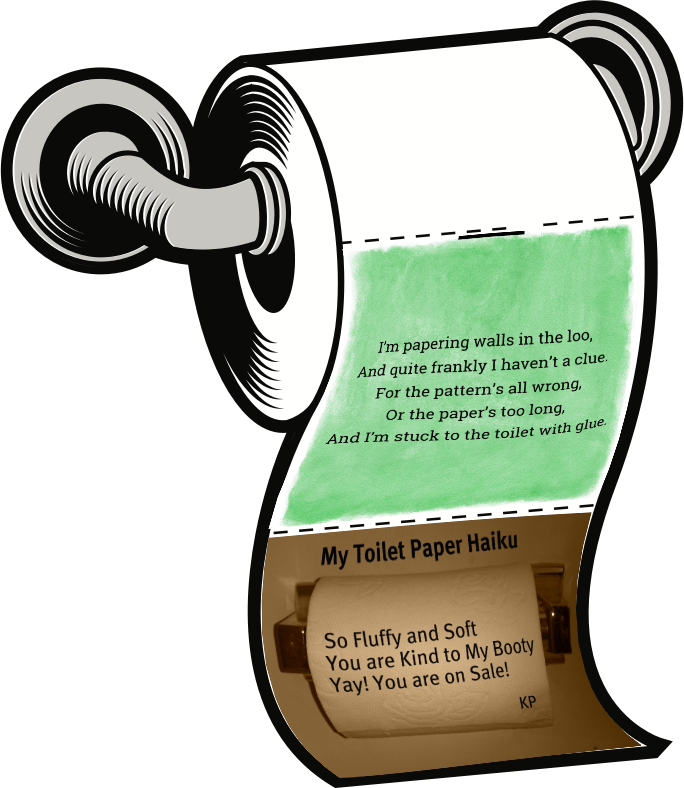 I'm papering walls in the loo,
And quite frankly I haven't a clue.
For the pattern's all wrong,
Or the paper's too long,
And I'm stuck to the toilet with glue.
My Toilet Paper Haiku
So Fluffy and Soft
You are Kind to My Booty
Yay! You are on Sale!
KP